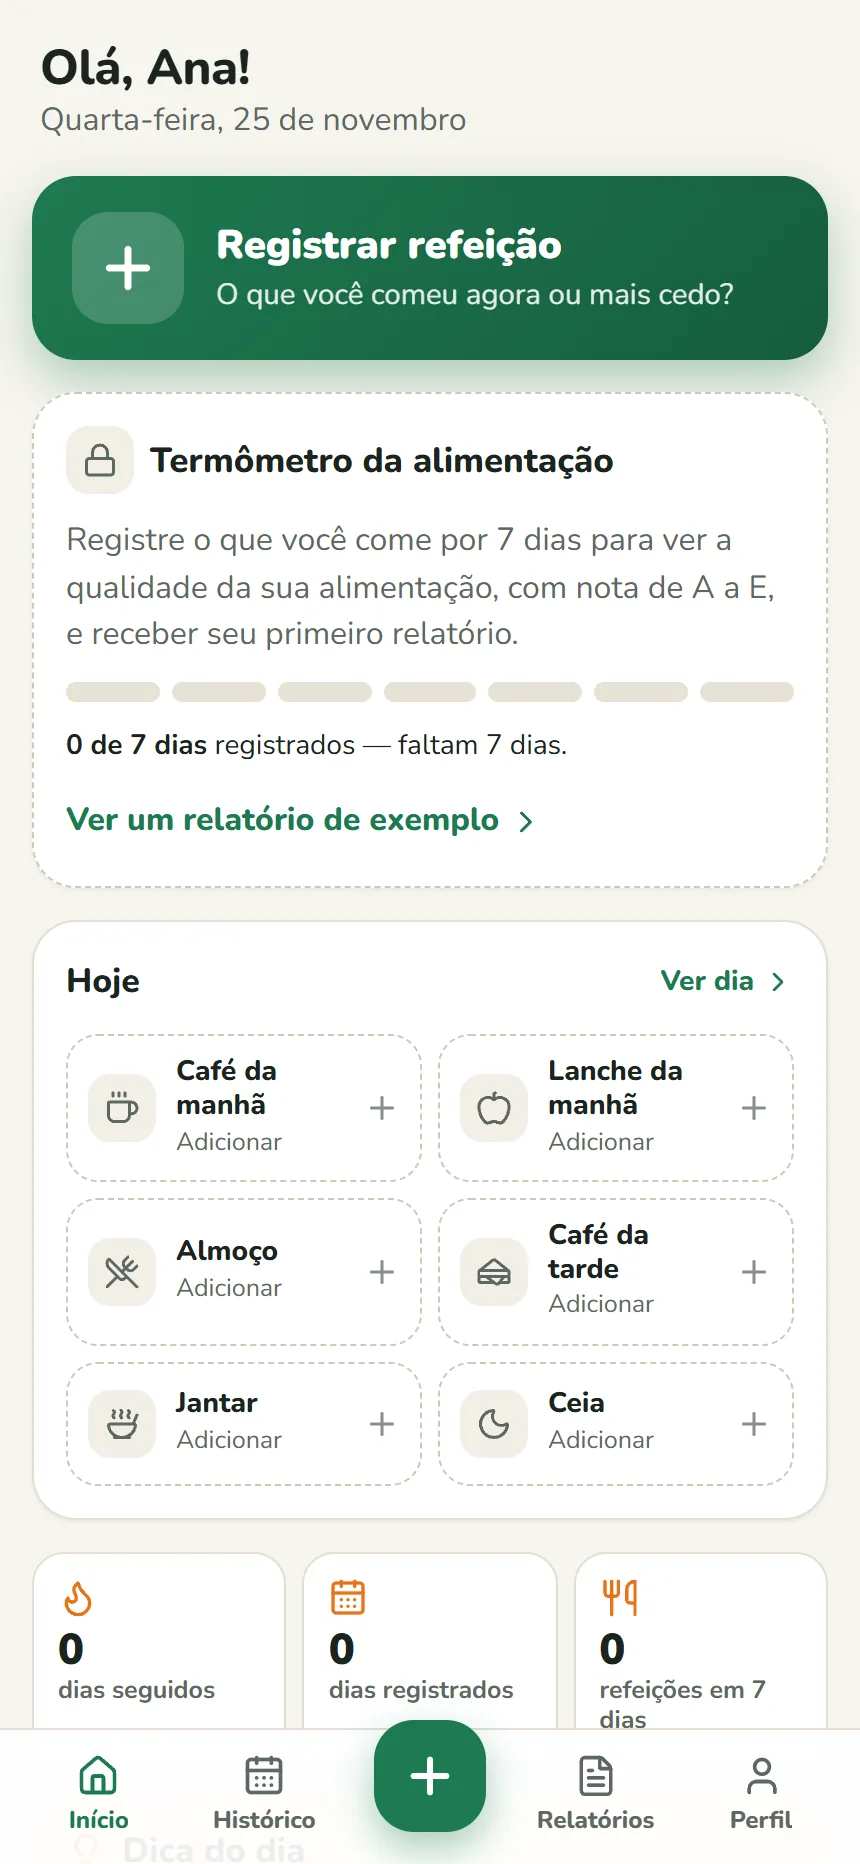 Olá, Ana!
Quarta-feira, 25 de novembro
Registrar refeição
O que você comeu agora ou mais cedo?
Termômetro da alimentação
Registre o que você come por 7 dias para ver a
qualidade da sua alimentação, com nota de A a E,
e receber seu primeiro relatório.
0 de 7 dias registrados — faltam 7 dias.
Ver um relatório de exemplo
Hoje
Ver dia
Café da
manhã
Adicionar
Lanche da
manhã
Adicionar
Almoço
Adicionar
Café da
tarde
Adicionar
Jantar
Adicionar
Ceia
Adicionar
0
dias seguidos
0
dias registrados
0
refeições em 7
dias
Início
Histórico
Relatórios
Perfil
Dica do dia